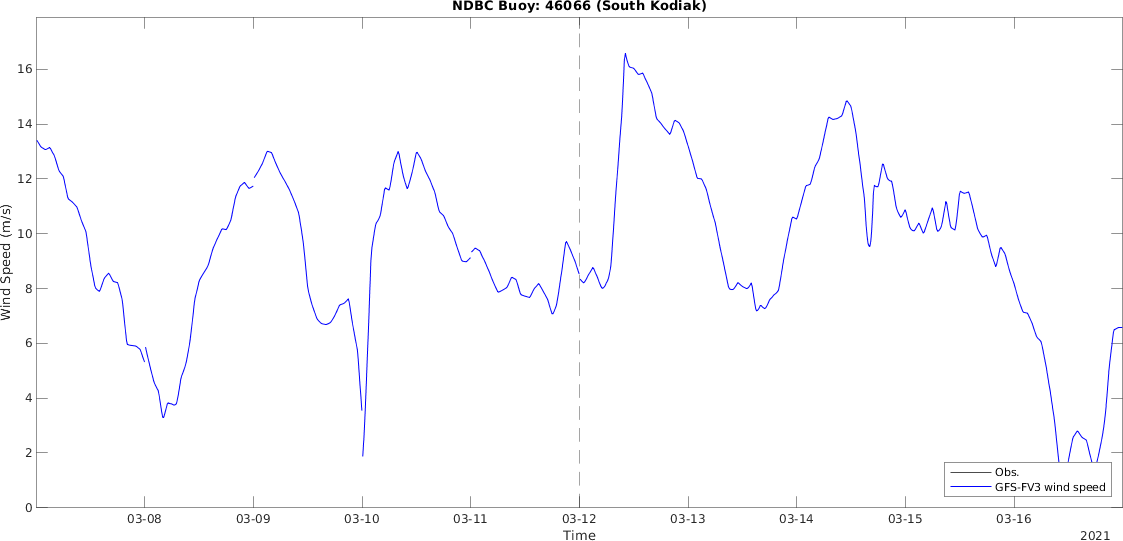 NDBC Buoy: 46066 (South Kodiak)
Wind Speed (m/s)
16
14
12
10
8
6
4
2
0
03-08 03-09 03-10 03-11 03-12 03-13 03-14 03-15 03-16
Time
2021
Obs.
GFS-FV3 wind speed